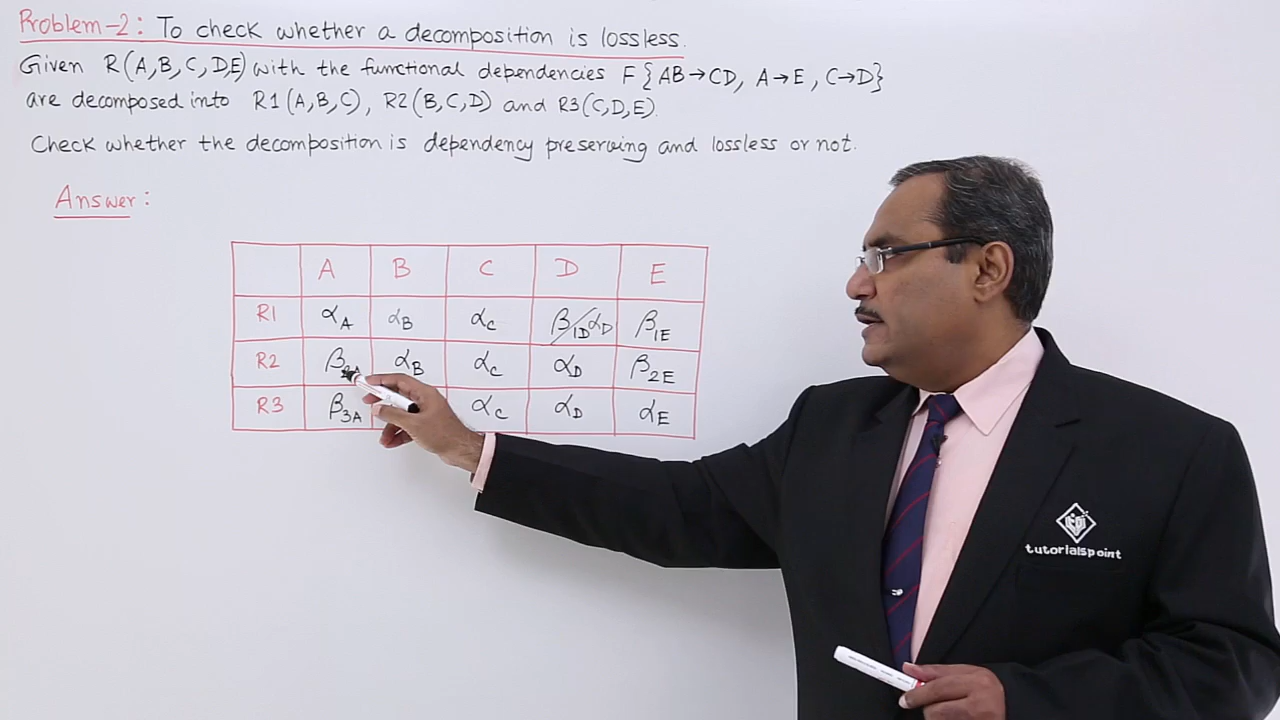 Problem-2: To check whether a decomposition is lossless.
Given R(A,B,C,D,E) with the functional dependencies F{AB→CD, A→E, C→D}
are decomposed into R1(A,B,C), R2(B,C,D) and R3(C,D,E).
Check whether the decomposition is dependency preserving and lossless or not.
Answer:
A B C D E
R1 αA αB αC β1D αD β1E
R2 αB αC αD β2E
R3 β3A αC αD αE
tutorialspoint